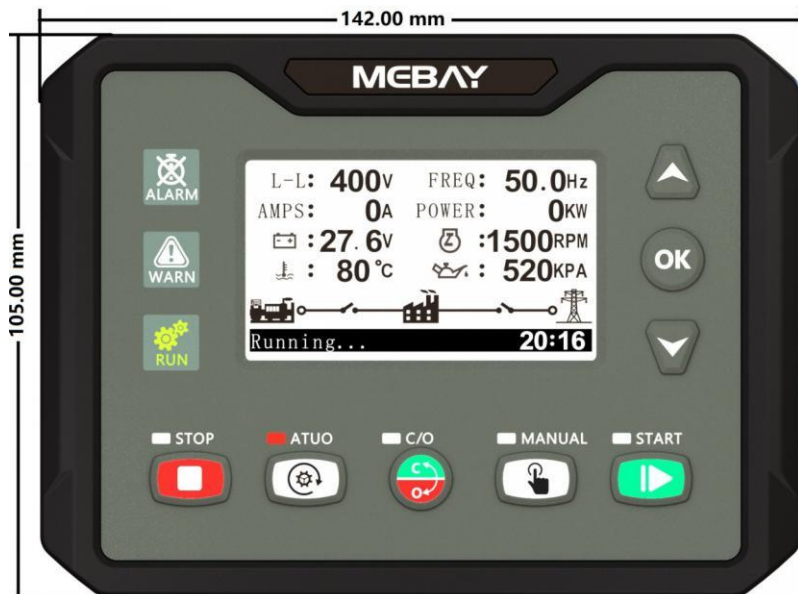 142.00 mm
105.00 mm
MEBAY
ALARM
WARN
RUN
L-L: 400V FREQ: 50.0Hz
AMPS: 0A POWER: 0KW
: 27.6V :1500RPM
: 80°C : 520KPA
Running... 20:16
OK
STOP ATUO C/O MANUAL START
C
O